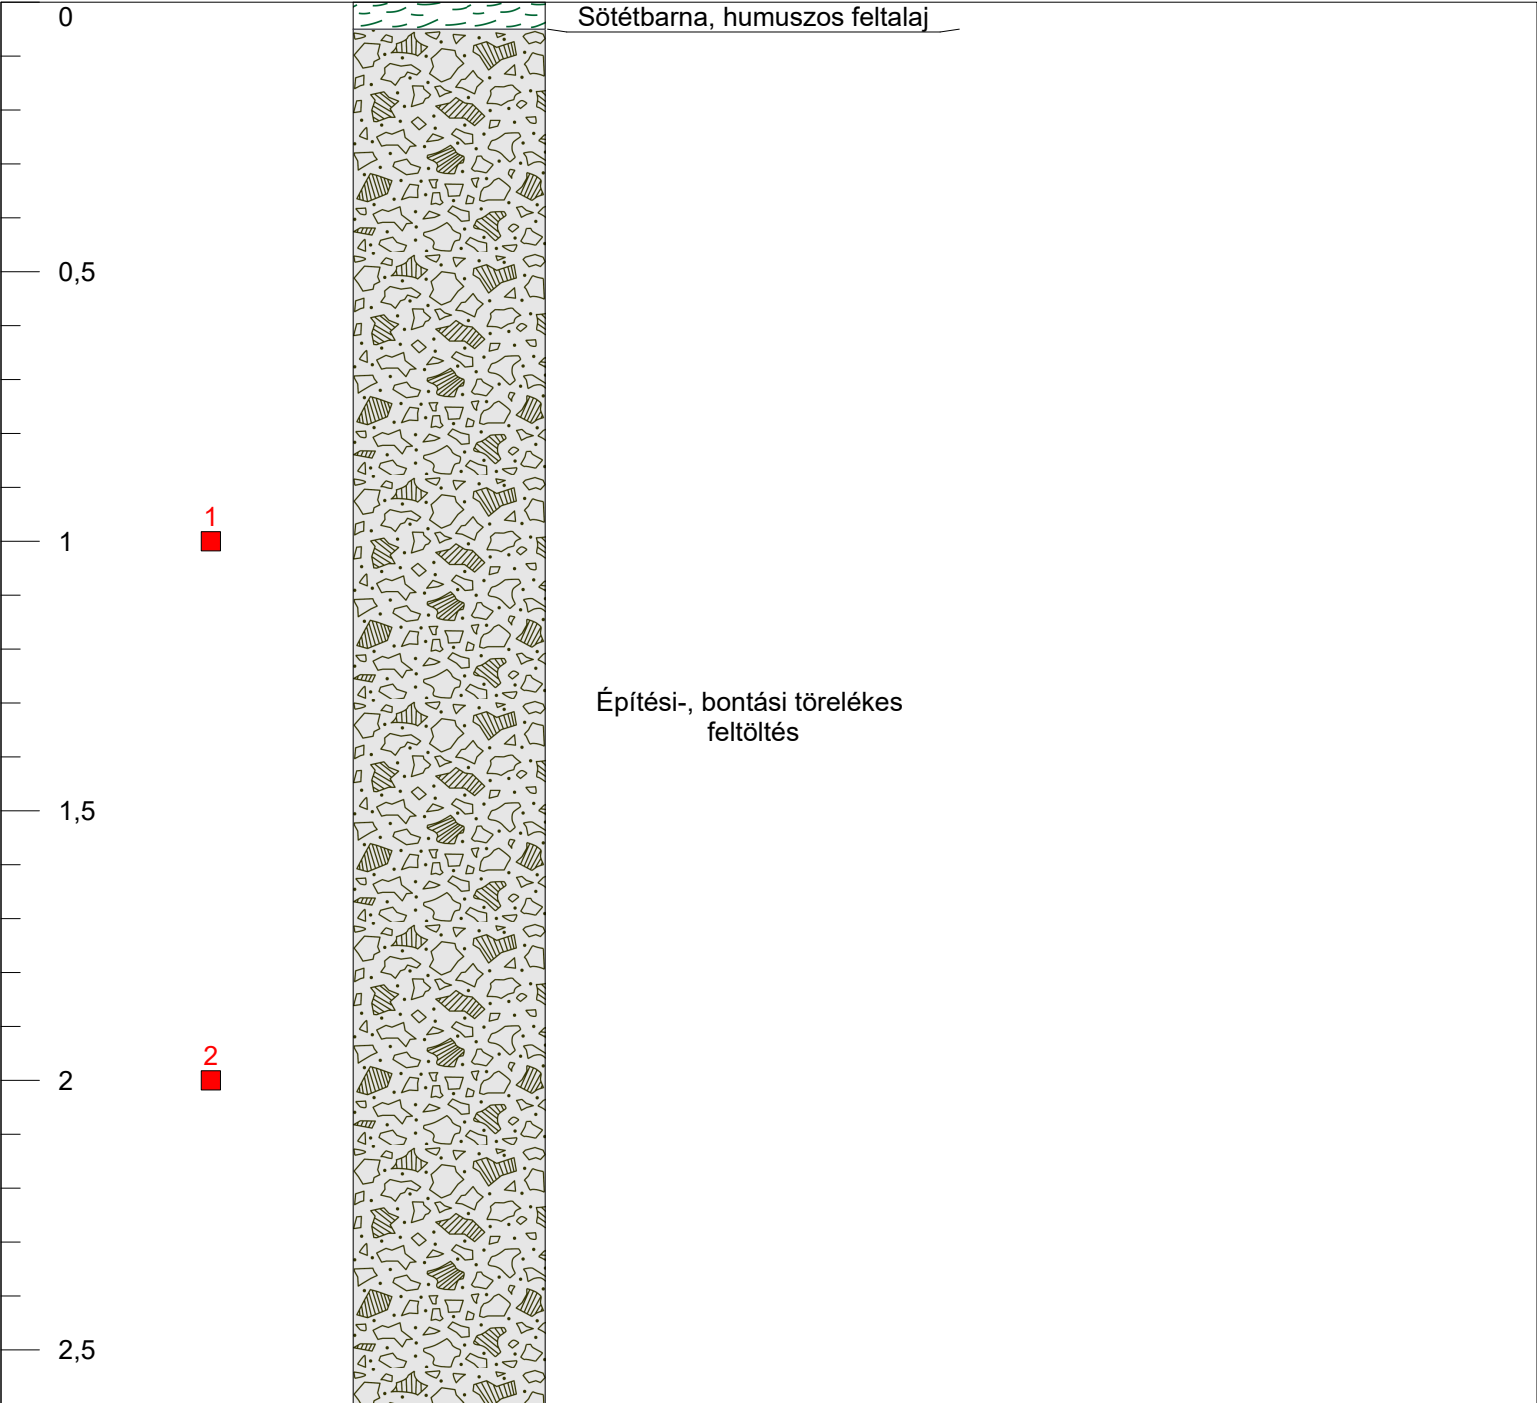 0
Sötétbarna, humuszos feltalaj
0,5
1
1
Építési-, bontási törelékes
feltöltés
1,5
2
2
2,5